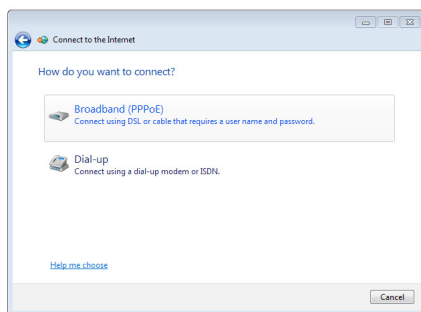 Connect to the Internet
How do you want to connect?
Broadband (PPPoE)
Connect using DSL or cable that requires a user name and password.
Dial-up
Connect using a dial-up modem or ISDN.
Help me choose
Cancel